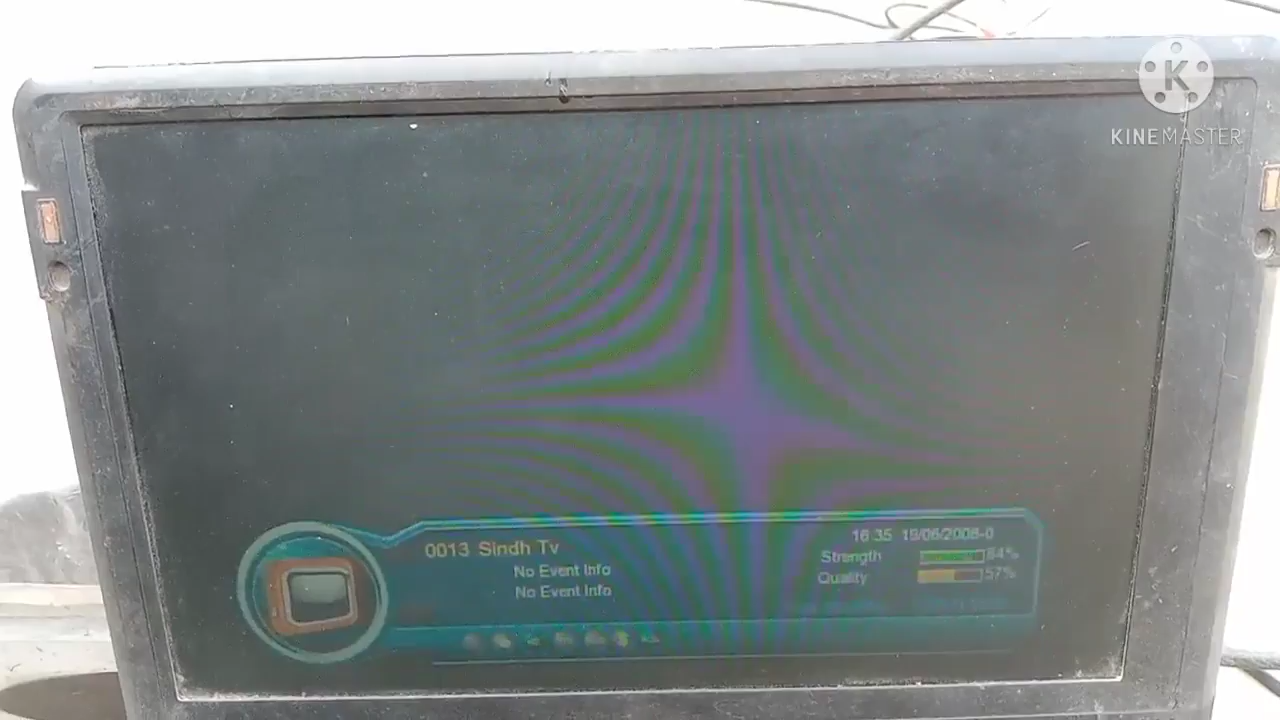 K
KINEMASTER
0013 Sindh Tv
16:35 19/06/2008-0
Strength 84%
No Event Info
Quality 57%
No Event Info